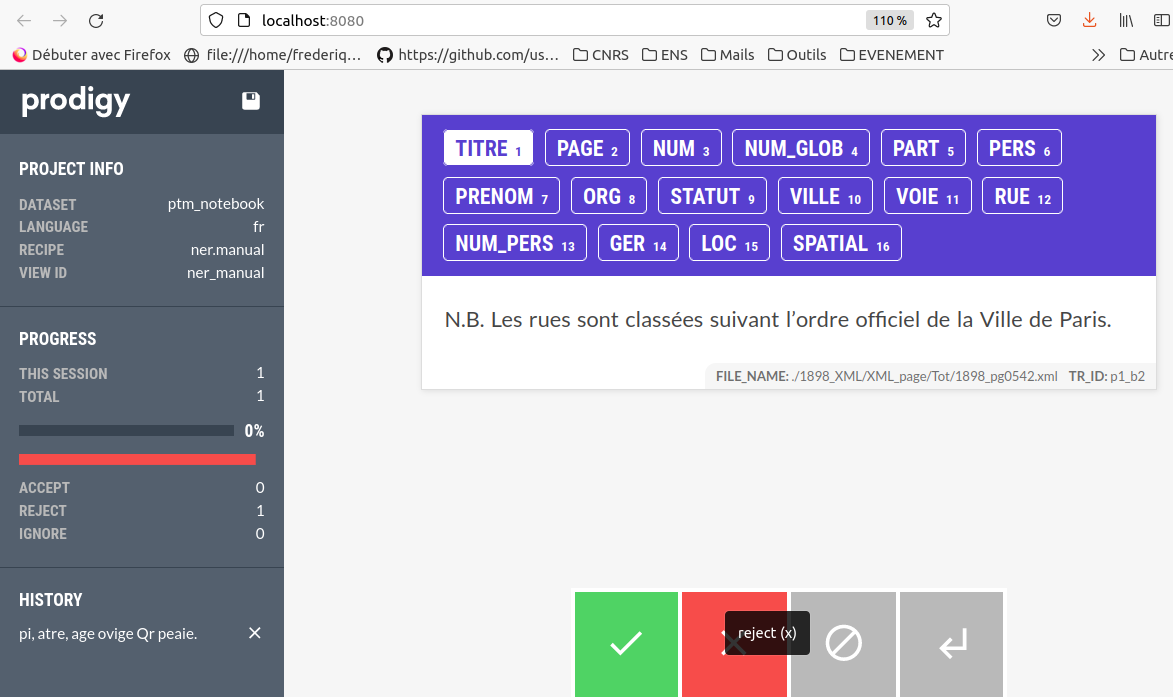 localhost:8080
110 %
Débuter avec Firefox
file:///home/frederiq…
https://github.com/us…
CNRS
ENS
Mails
Outils
EVENEMENT
Autre
prodigy
PROJECT INFO
DATASET ptm_notebook
LANGUAGE fr
RECIPE ner.manual
VIEW ID ner_manual
PROGRESS
THIS SESSION 1
TOTAL 1
0%
ACCEPT 0
REJECT 1
IGNORE 0
HISTORY
pi, atre, age ovige Qr peaie.
TITRE 1 PAGE 2 NUM 3 NUM_GLOB 4 PART 5 PERS 6
PRENOM 7 ORG 8 STATUT 9 VILLE 10 VOIE 11 RUE 12
NUM_PERS 13 GER 14 LOC 15 SPATIAL 16
N.B. Les rues sont classées suivant l’ordre officiel de la Ville de Paris.
FILE_NAME: ./1898_XML/XML_page/Tot/1898_pg0542.xml TR_ID: p1_b2
reject (x)